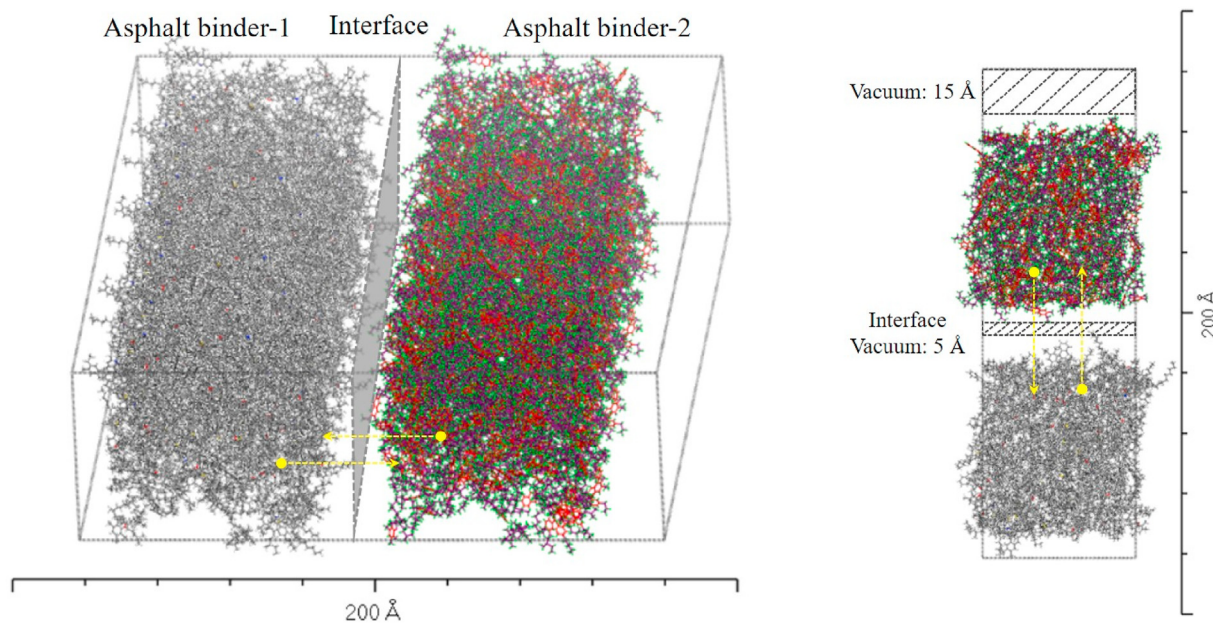 Asphalt binder-1
Interface
Asphalt binder-2
200 Å
Vacuum: 15 Å
Interface
Vacuum: 5 Å
200 Å